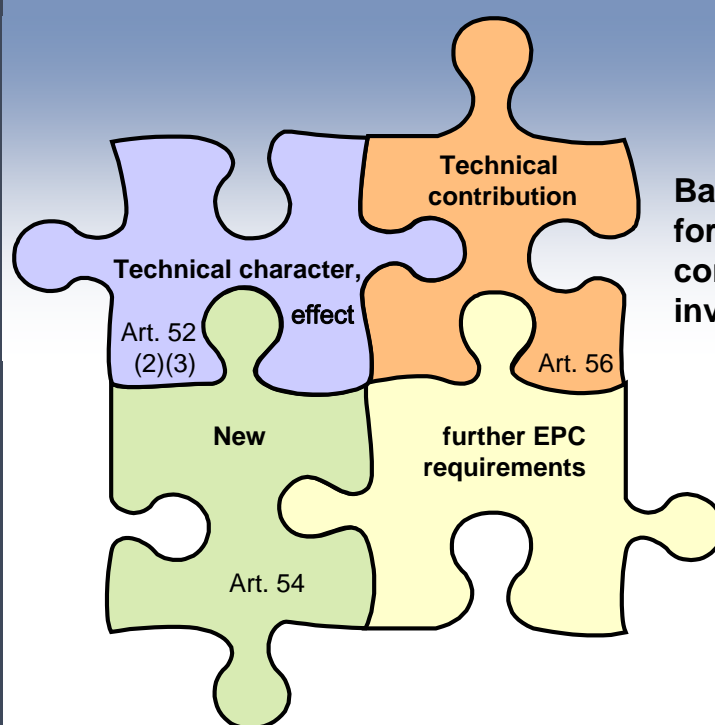 Technical
contribution
Technical character,
effect
Art. 52
(2)(3)
Art. 56
New
further EPC
requirements
Art. 54